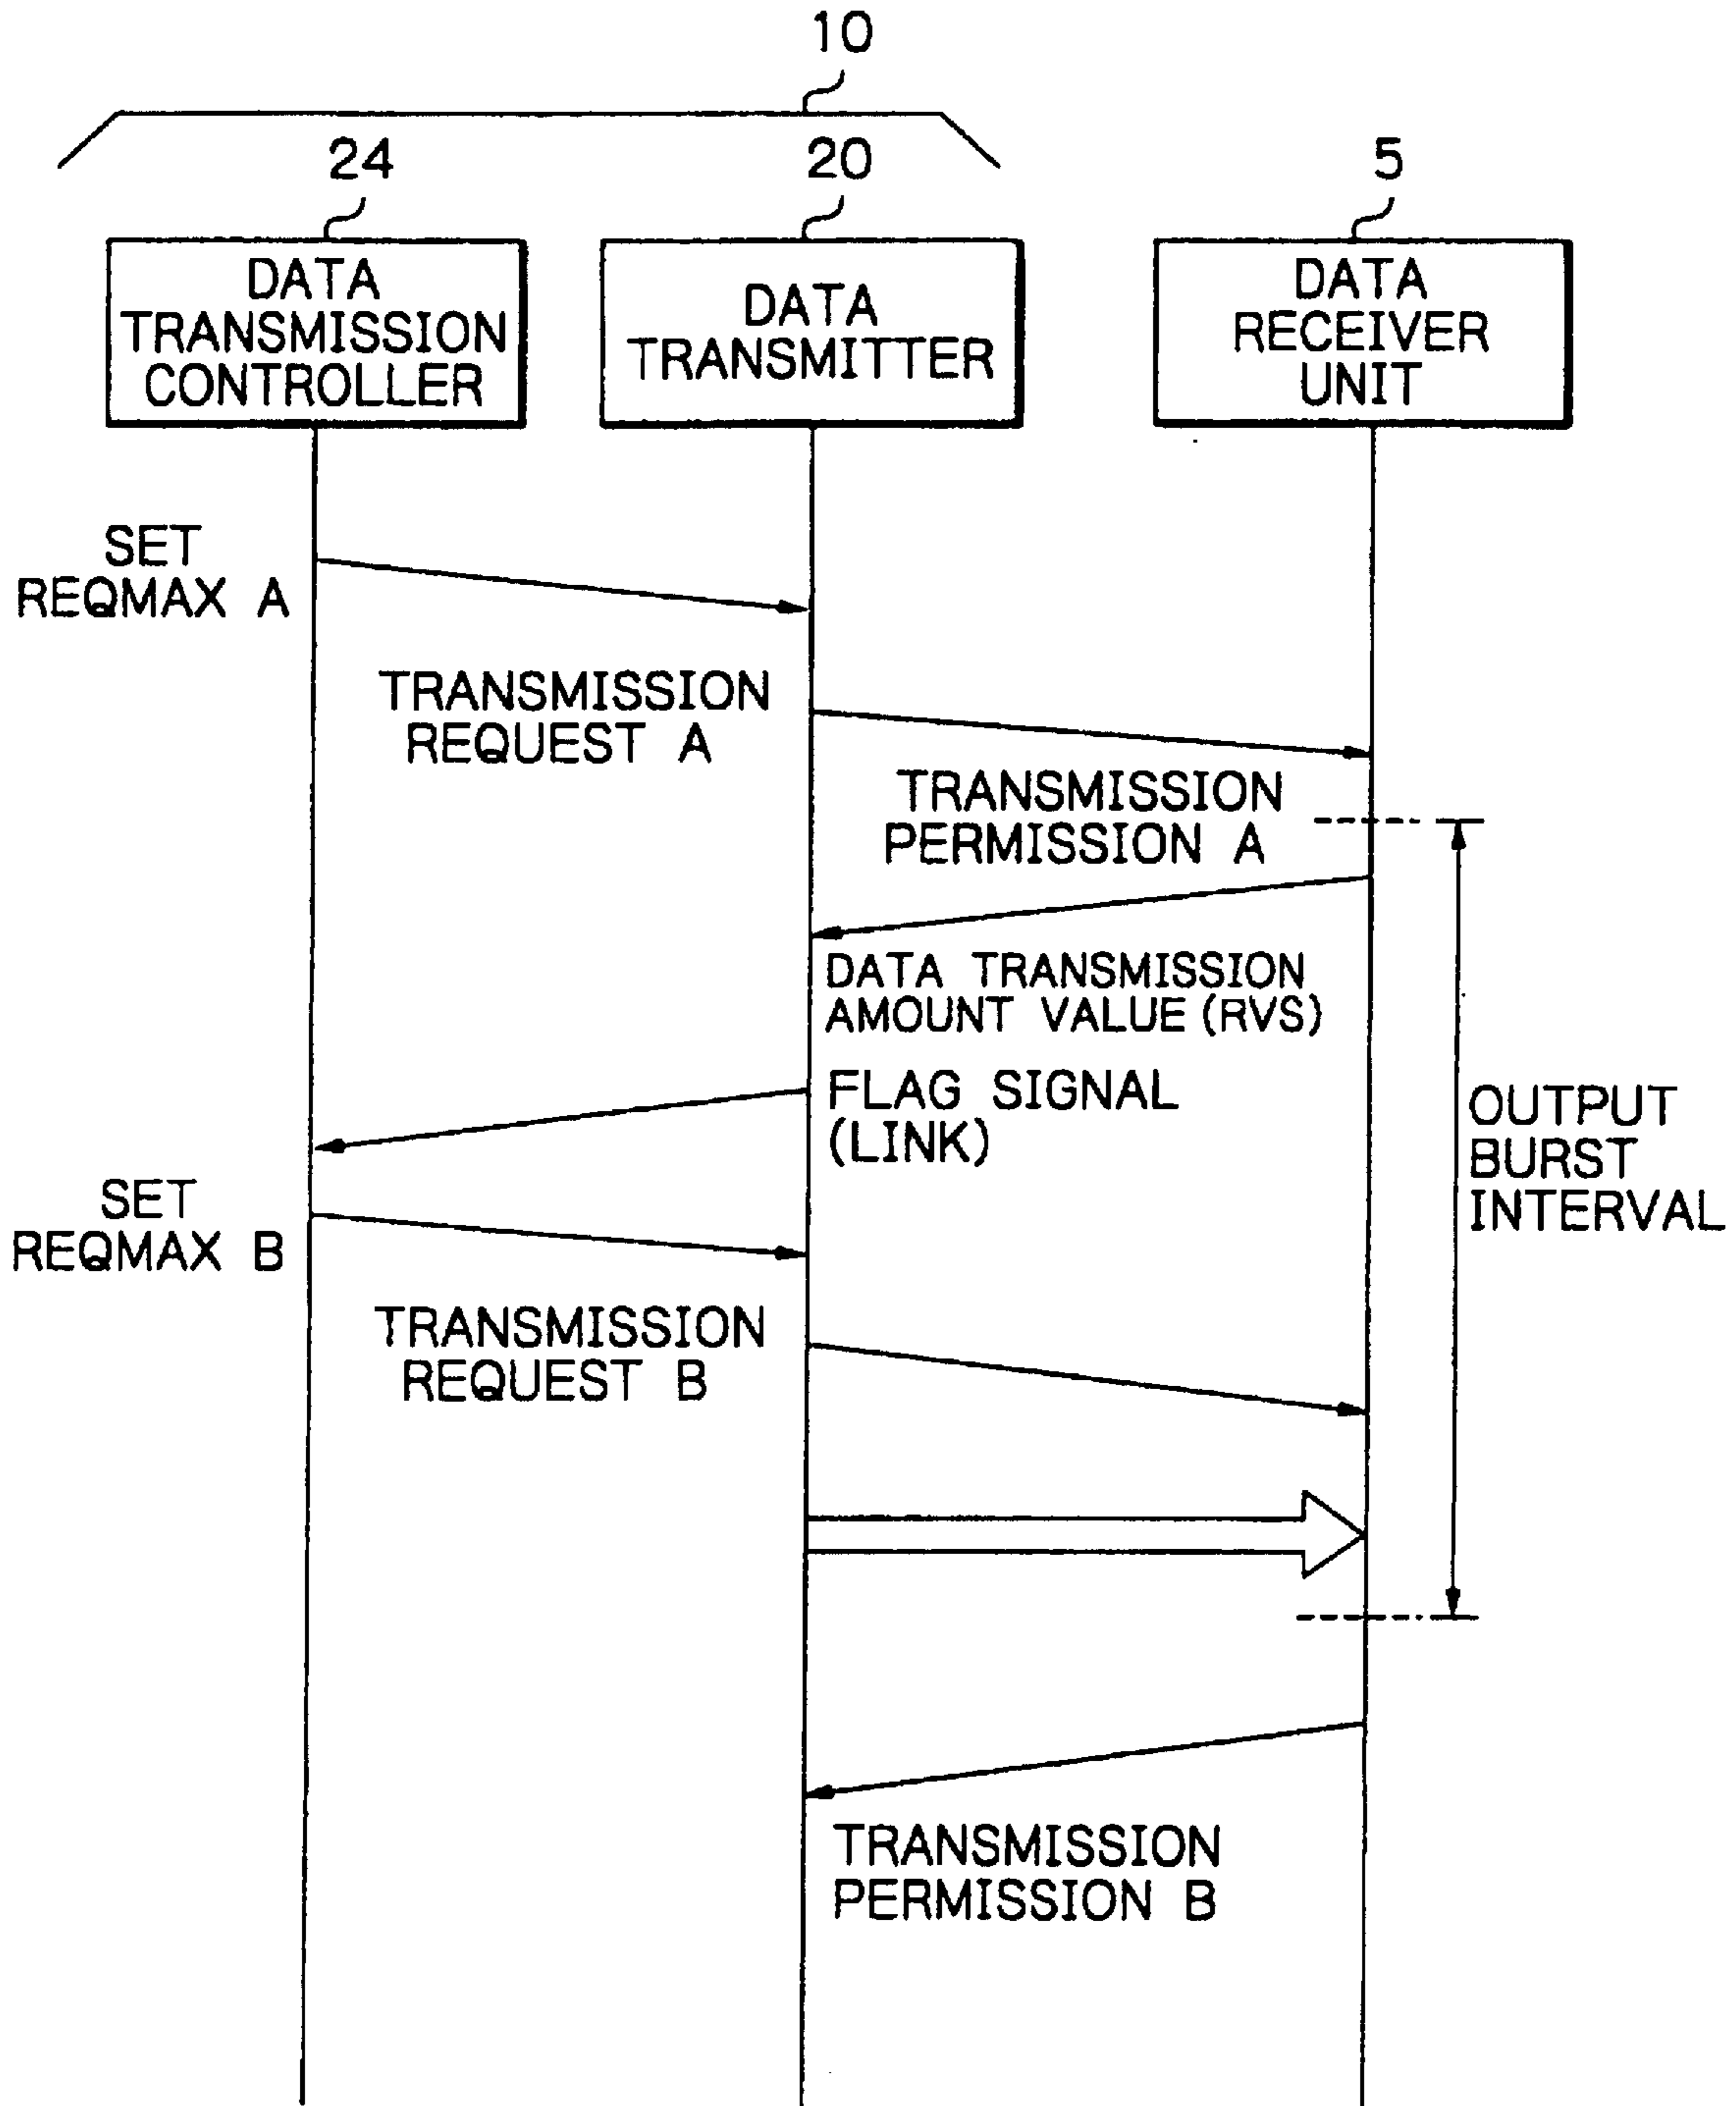 10
24
20
5
DATA
TRANSMISSION
CONTROLLER
DATA
TRANSMITTER
DATA
RECEIVER
UNIT
SET
REQMAX A
TRANSMISSION
REQUEST A
TRANSMISSION
PERMISSION A
DATA TRANSMISSION
AMOUNT VALUE (RVS)
FLAG SIGNAL
(LINK)
OUTPUT
BURST
INTERVAL
SET
REQMAX B
TRANSMISSION
REQUEST B
TRANSMISSION
PERMISSION B